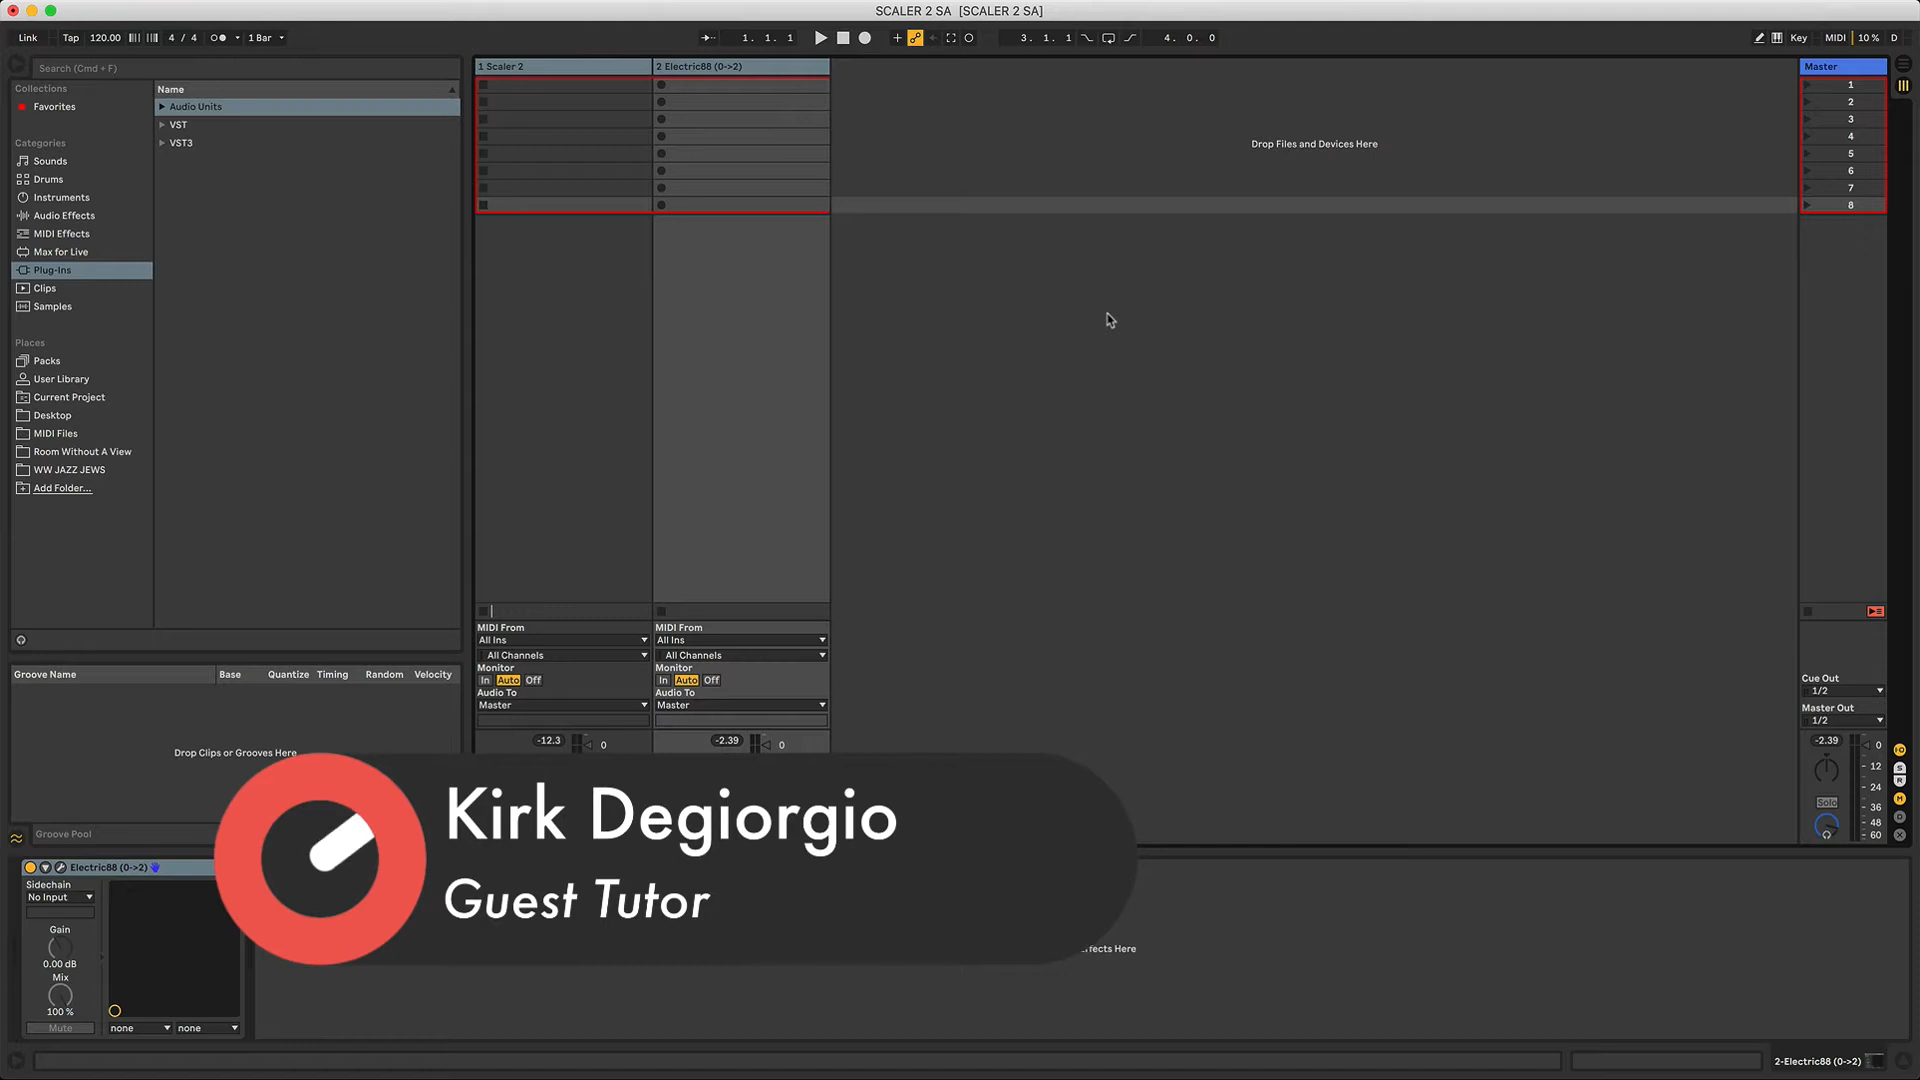 SCALER 2 SA [SCALER 2 SA]
Link Tap 120.00 4 / 4 1 Bar 1. 1. 1 3. 1. 1 4. 0. 0 Key MIDI 10 % D
Search (Cmd + F)
Collections
Favorites
Categories
Sounds
Drums
Instruments
Audio Effects
MIDI Effects
Max for Live
Plug-Ins
Clips
Samples
Places
Packs
User Library
Current Project
Desktop
MIDI Files
Room Without A View
WW JAZZ JEWS
Add Folder...
Name
Audio Units
VST
VST3
Groove Name Base Quantize Timing Random Velocity
Drop Clips or Grooves Here
Groove Pool
1 Scaler 2
2 Electric88 (0->2)
Drop Files and Devices Here
Master
1
2
3
4
5
6
7
8
MIDI From
All Ins
All Channels
Monitor
In Auto Off
Audio To
Master
-12.3 0
MIDI From
All Ins
All Channels
Monitor
In Auto Off
Audio To
Master
-2.39 0
Cue Out
1/2
Master Out
1/2
-2.39 0
12
24
36
48
60
Solo
S
R
M
D
X
Kirk Degiorgio
Guest Tutor
Electric88 (0->2)
Sidechain
No Input
Gain
0.00 dB
Mix
100 %
Mute
none none
ffects Here
2-Electric88 (0->2)